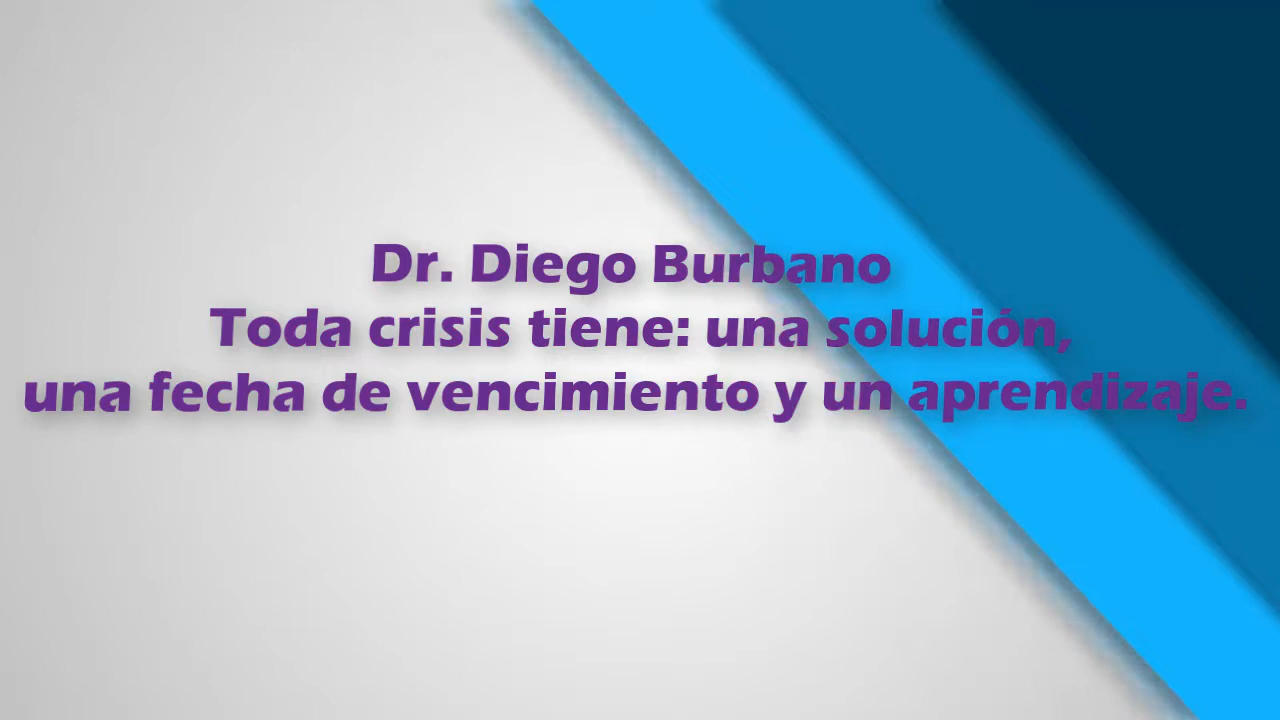 Dr. Diego Burbano
Toda crisis tiene: una solución,
una fecha de vencimiento y un aprendizaje.